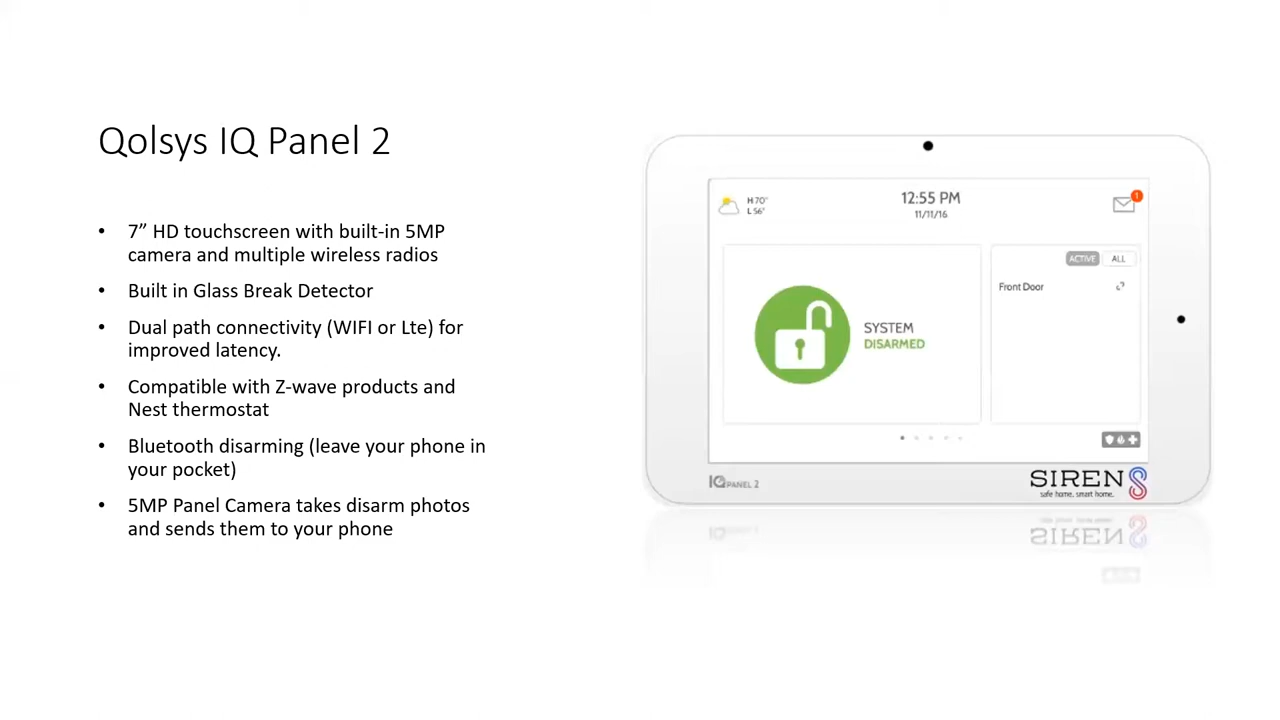 Qolsys IQ Panel 2
• 7” HD touchscreen with built-in 5MP
camera and multiple wireless radios
• Built in Glass Break Detector
• Dual path connectivity (WIFI or Lte) for
improved latency.
• Compatible with Z-wave products and
Nest thermostat
• Bluetooth disarming (leave your phone in
your pocket)
• 5MP Panel Camera takes disarm photos
and sends them to your phone
H 70°
L 56°
12:55 PM
11/11/16
1
ACTIVE ALL
Front Door
SYSTEM
DISARMED
IQ PANEL 2
SIREN
safe home. smart home.